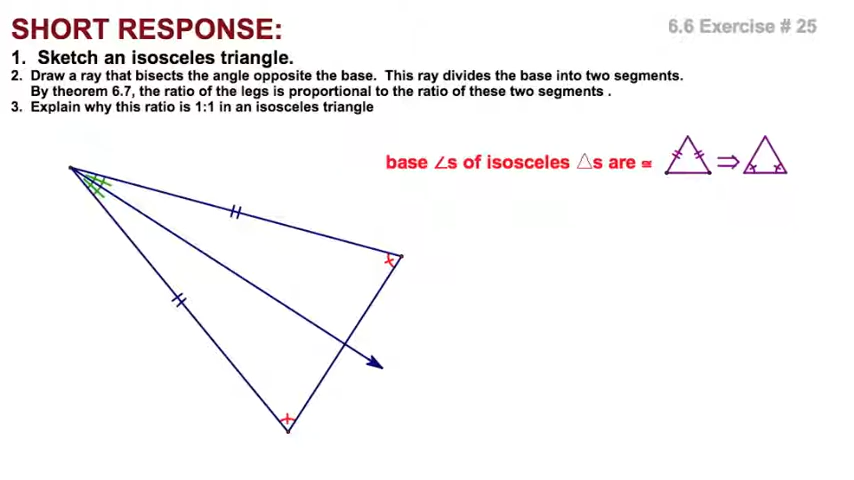 SHORT RESPONSE:
6.6 Exercise # 25
1. Sketch an isosceles triangle.
2. Draw a ray that bisects the angle opposite the base. This ray divides the base into two segments.
By theorem 6.7, the ratio of the legs is proportional to the ratio of these two segments .
3. Explain why this ratio is 1:1 in an isosceles triangle
base ∠s of isosceles △s are ≅ ⇒